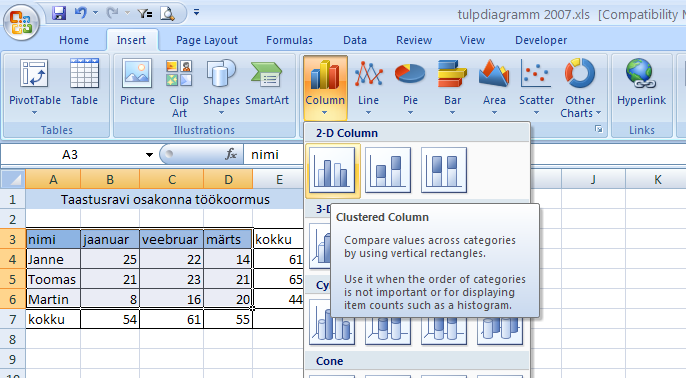 tulpdiagramm 2007.xls [Compatibility M
Home Insert Page Layout Formulas Data Review View Developer
PivotTable Table Picture Clip Art Shapes SmartArt Column Line Pie Bar Area Scatter Other Charts Hyperlink
Tables Illustrations Links
A3 fx nimi
A B C D E J K
1 Taastusravi osakonna töökoormus
2
3 nimi jaanuar veebruar märts kokku
4 Janne 25 22 14 61
5 Toomas 21 23 21 65
6 Martin 8 16 20 44
7 kokku 54 61 55
8
9
2-D Column
3-D
Clustered Column
Compare values across categories
by using vertical rectangles.
Use it when the order of categories
is not important or for displaying
item counts such as a histogram.
Cy
Cone